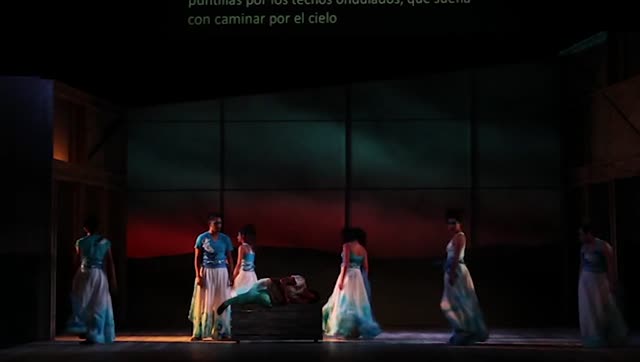 puntillas por los techos ondulados, que sueña
con caminar por el cielo